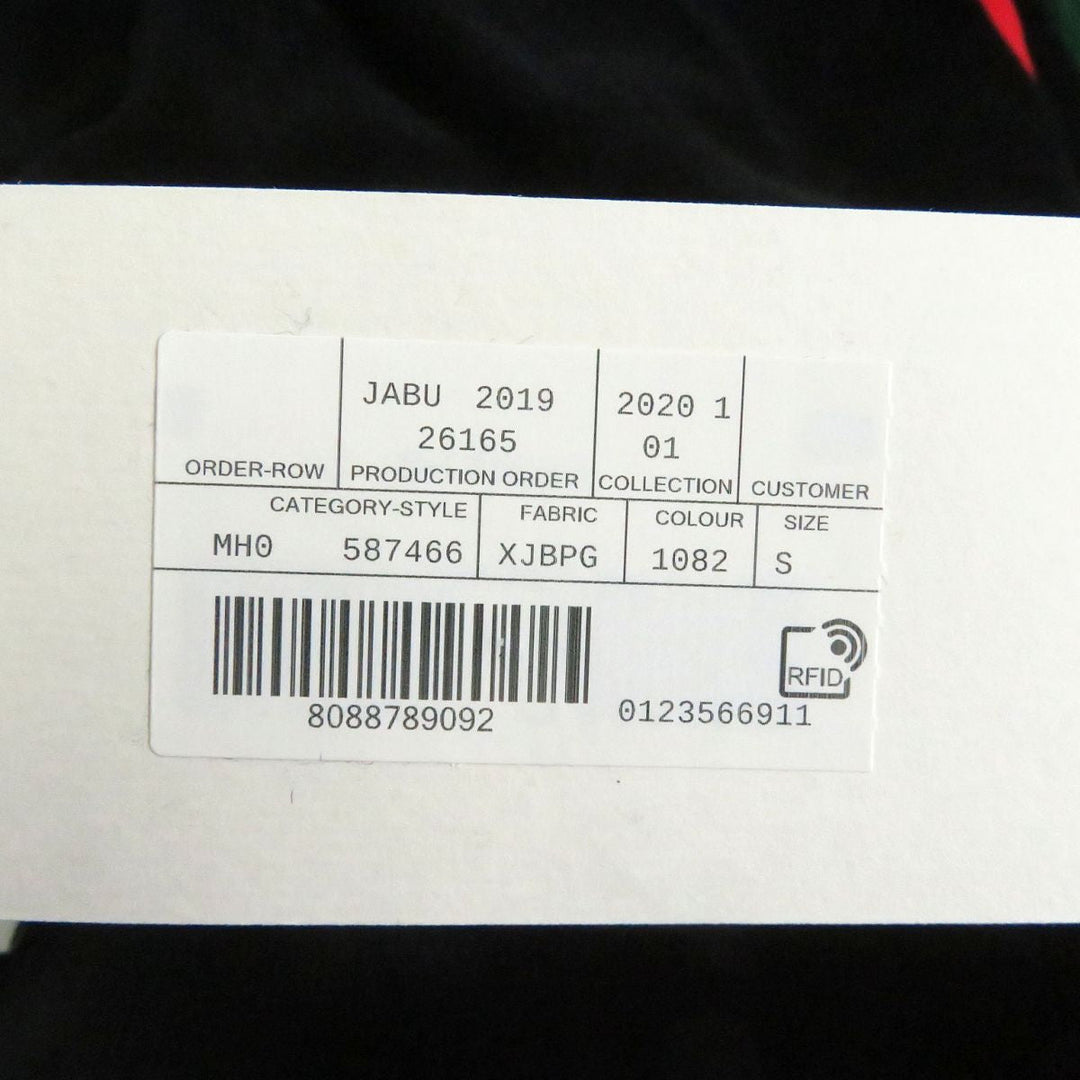 JABU 2019
26165
2020 1
01
ORDER-ROW
PRODUCTION ORDER
COLLECTION
CUSTOMER
CATEGORY-STYLE
FABRIC
COLOUR
SIZE
MH0 587466
XJBPG
1082
S
8088789092
0123566911
RFID